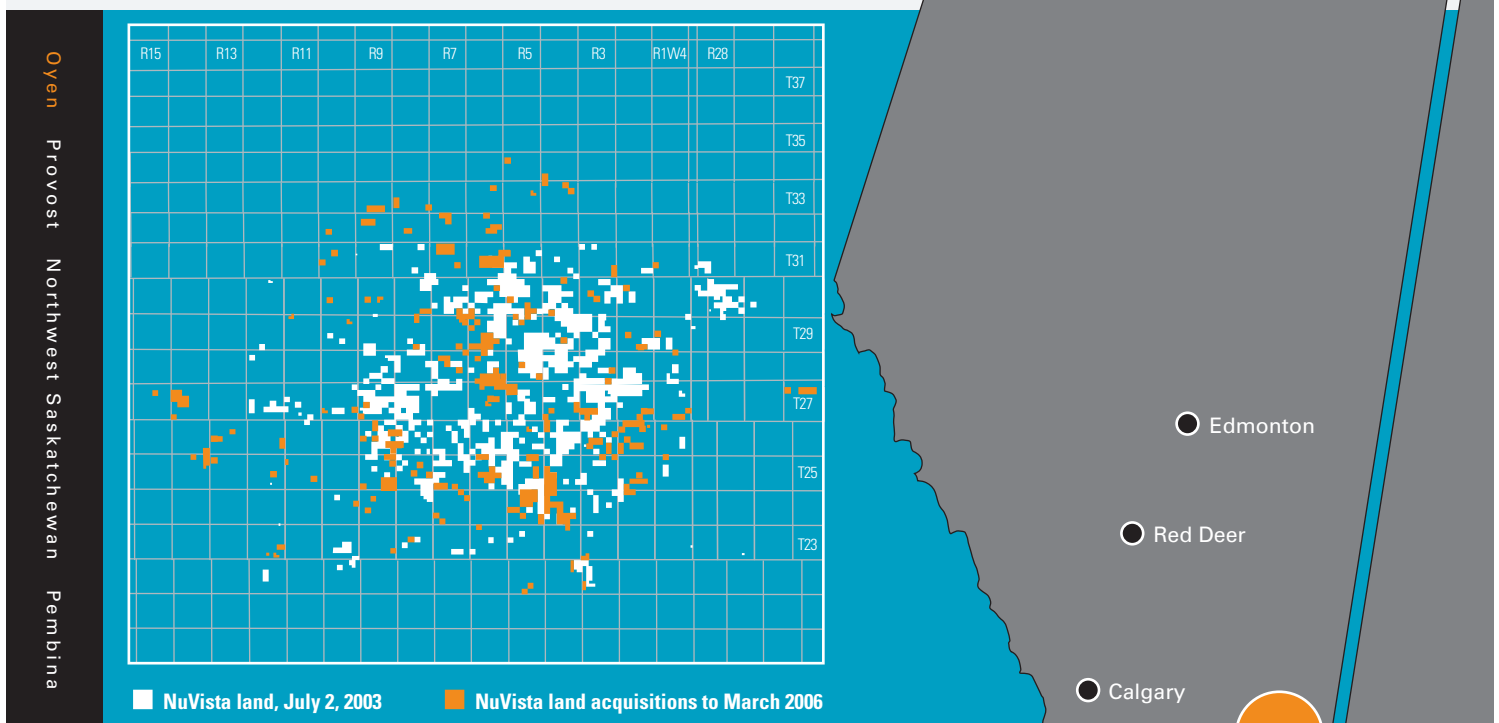 Oyen Provost Northwest Saskatchewan Pembina
R15 R13 R11 R9 R7 R5 R3 R1W4 R28
T37
T35
T33
T31
T29
T27
T25
T23
NuVista land, July 2, 2003 NuVista land acquisitions to March 2006
Edmonton
Red Deer
Calgary